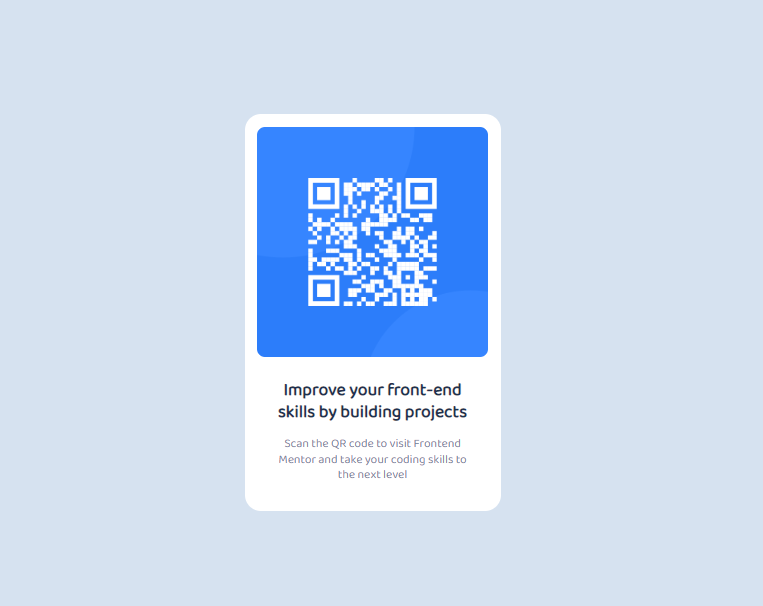 Improve your front-end
skills by building projects
Scan the QR code to visit Frontend
Mentor and take your coding skills to
the next level